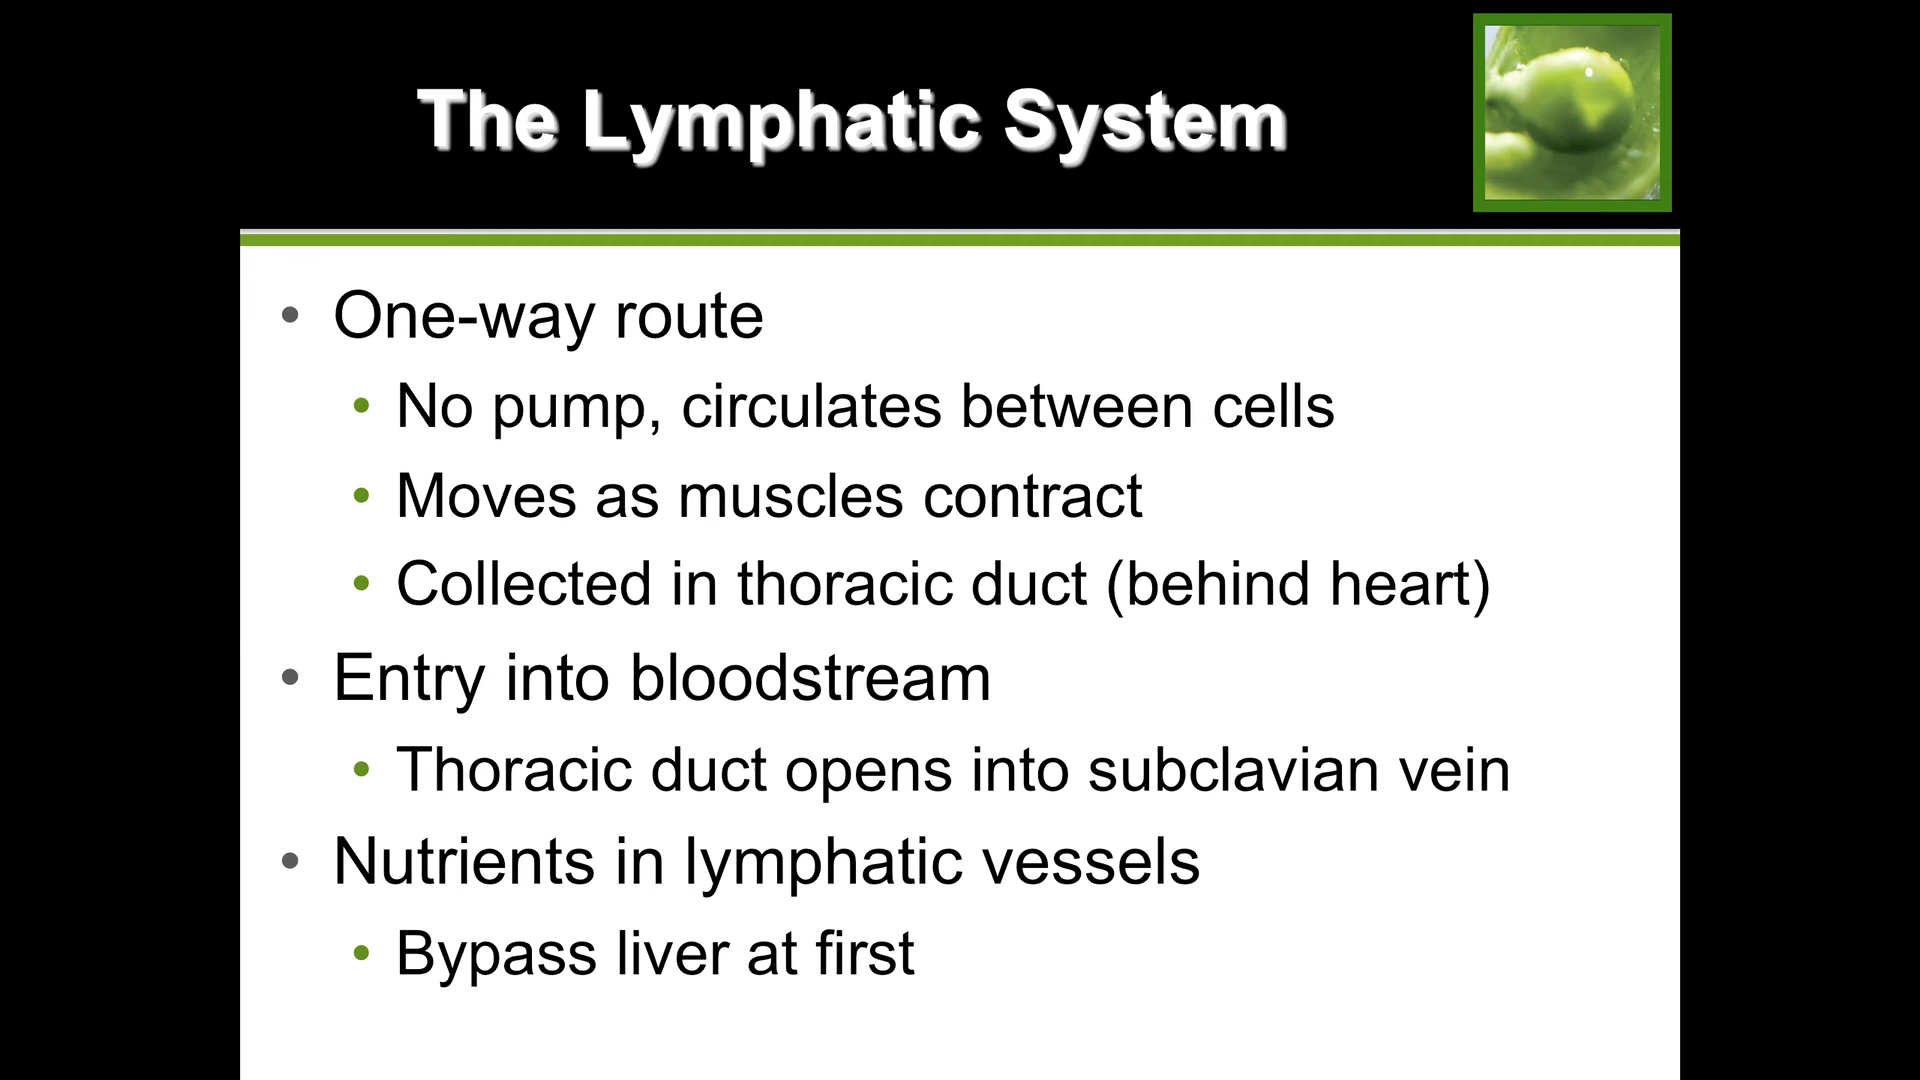 The Lymphatic System
• One-way route
• No pump, circulates between cells
• Moves as muscles contract
• Collected in thoracic duct (behind heart)
• Entry into bloodstream
• Thoracic duct opens into subclavian vein
• Nutrients in lymphatic vessels
• Bypass liver at first